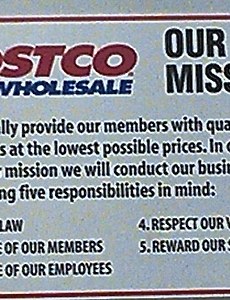 OSTCO
WHOLESALE
OUR
MISS
lly provide our members with qua
s at the lowest possible prices. In o
r mission we will conduct our busi
ng five responsibilities in mind:
LAW
E OF OUR MEMBERS
E OF OUR EMPLOYEES
4. RESPECT OUR V
5. REWARD OUR S